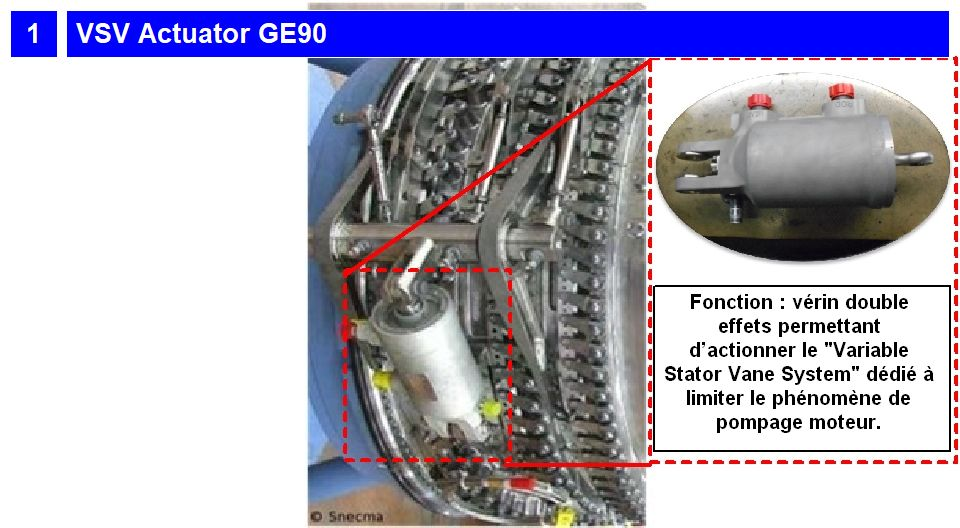 1 VSV Actuator GE90
Fonction : vérin double
effets permettant
d'actionner le "Variable
Stator Vane System" dédié à
limiter le phénomène de
pompage moteur.
© Snecma